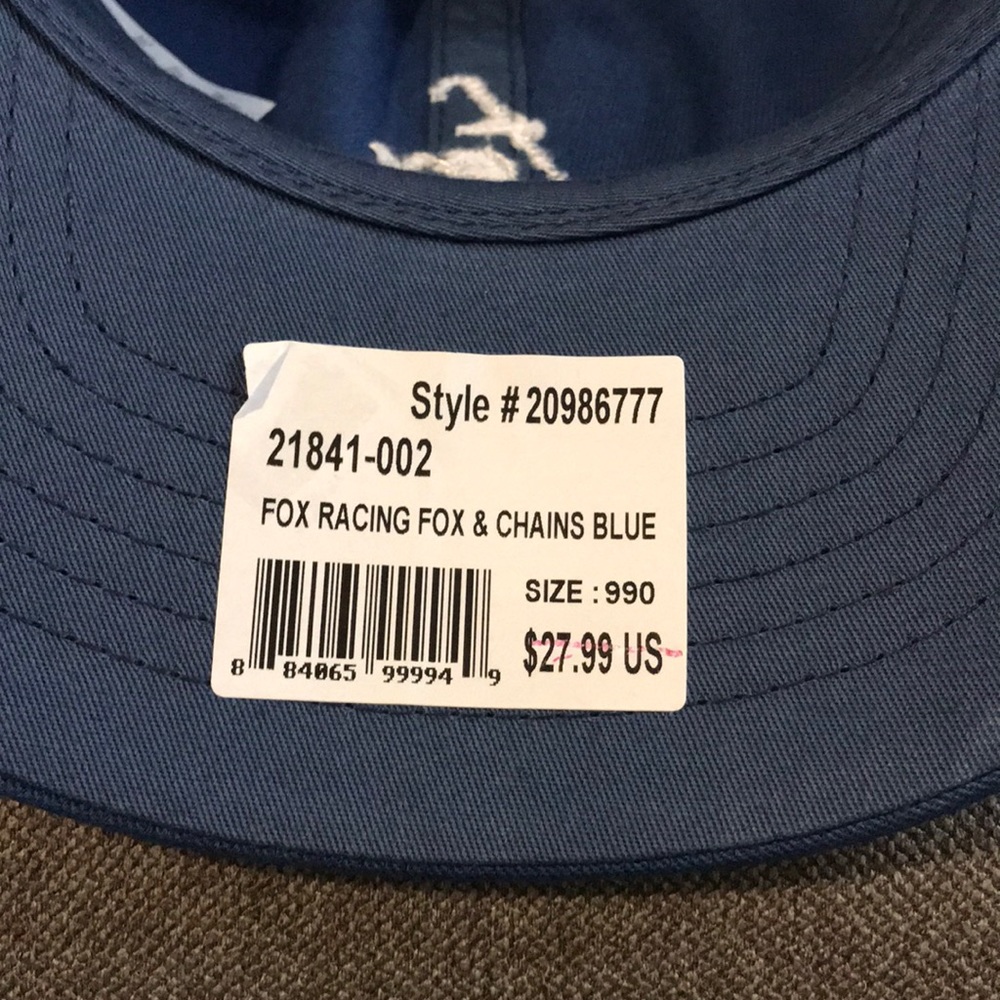 Style # 20986777
21841-002
FOX RACING FOX & CHAINS BLUE
SIZE : 990
$27.99 US
8 84065 99994 9